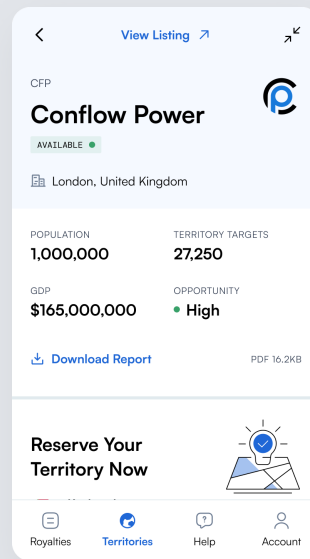 View Listing
CFP
Conflow Power
AVAILABLE
London, United Kingdom
POPULATION
1,000,000
TERRITORY TARGETS
27,250
GDP
$165,000,000
OPPORTUNITY
High
Download Report
PDF 16.2KB
Reserve Your
Territory Now
Royalties
Territories
Help
Account